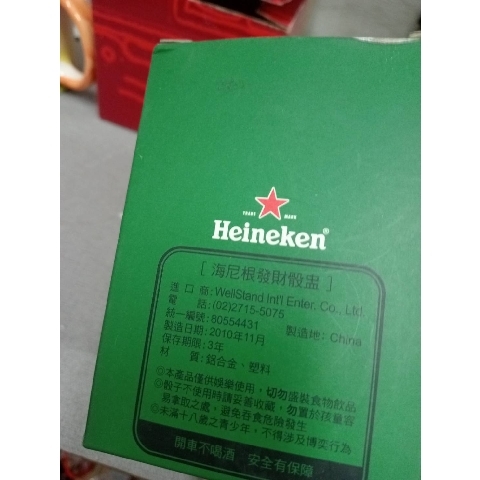 TRADE MARK
Heineken®
[ 海尼根發財骰盅 ]
進 口 商: WellStand Int'l Enter. Co., Ltd.
電　　話: (02)2715-5075
統一編號: 80554431　製造地: China
製造日期: 2010年11月
保存期限: 3年
材　　質: 鋁合金、塑料
◎本產品僅供娛樂使用，切勿盛裝食物飲品
◎骰子不使用時請妥善收藏，勿置於孩童容
易拿取之處，避免吞食危險發生
◎未滿十八歲之青少年，不得涉及博奕行為
開車不喝酒　安全有保障